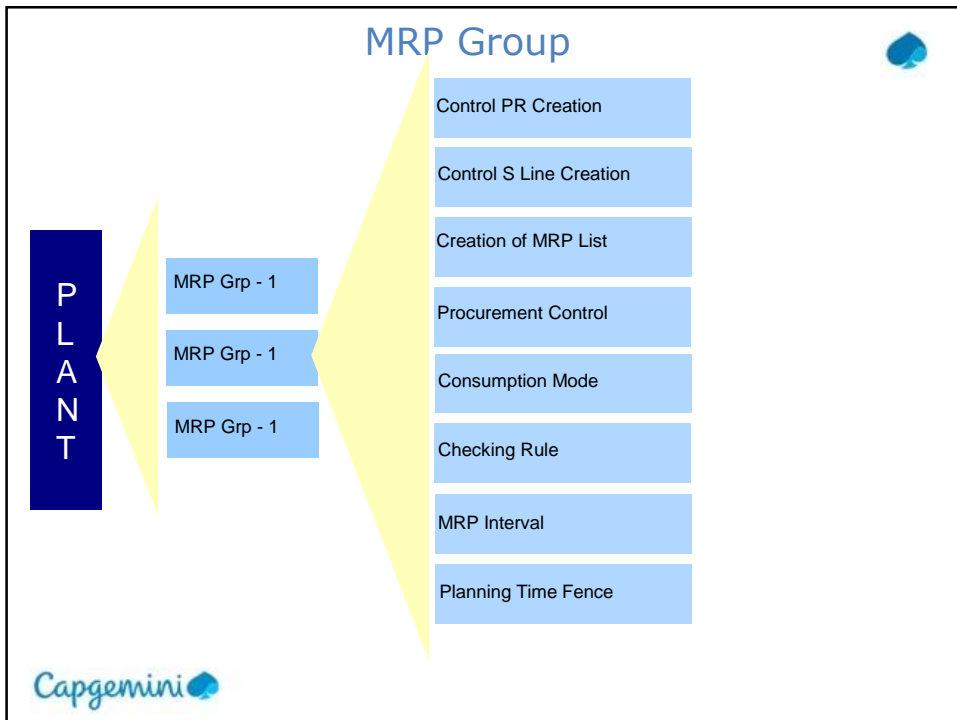 MRP Group
PLANT
MRP Grp - 1
MRP Grp - 1
MRP Grp - 1
Control PR Creation
Control S Line Creation
Creation of MRP List
Procurement Control
Consumption Mode
Checking Rule
MRP Interval
Planning Time Fence
Capgemini